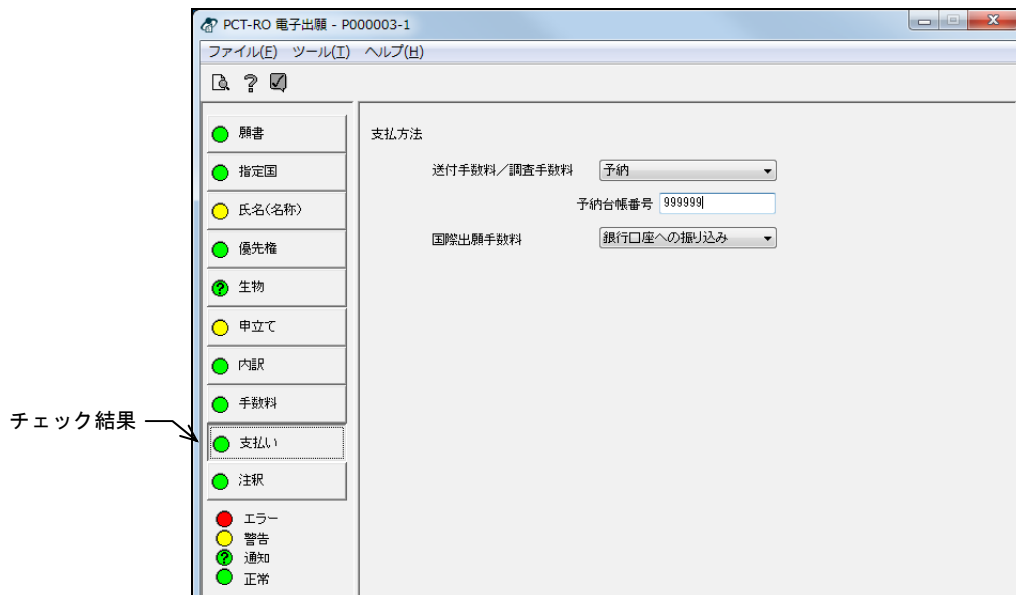 PCT-RO 電子出願 - P000003-1
ファイル(F) ツール(T) ヘルプ(H)
願書
指定国
氏名(名称)
優先権
生物
申立て
内訳
手数料
支払い
注釈
エラー
警告
通知
正常
チェック結果
支払方法
送付手数料／調査手数料 予納
予納台帳番号 999999
国際出願手数料 銀行口座への振り込み